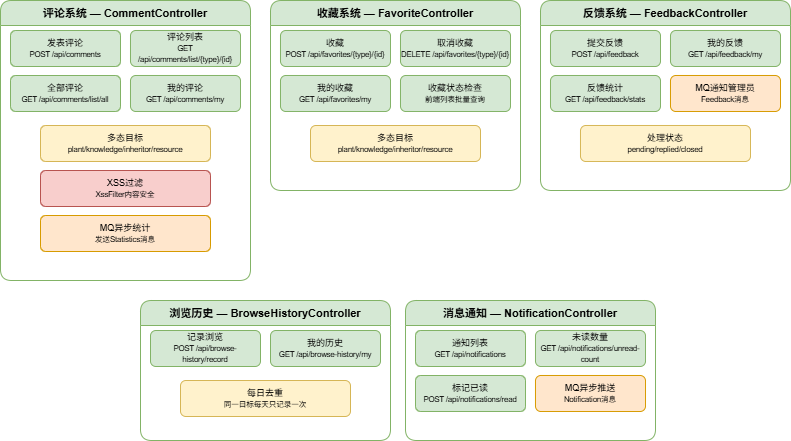 评论系统 — CommentController
发表评论
POST /api/comments
评论列表
GET
/api/comments/list/{type}/{id}
全部评论
GET /api/comments/list/all
我的评论
GET /api/comments/my
多态目标
plant/knowledge/inheritor/resource
XSS过滤
XssFilter内容安全
MQ异步统计
发送Statistics消息
收藏系统 — FavoriteController
收藏
POST /api/favorites/{type}/{id}
取消收藏
DELETE /api/favorites/{type}/{id}
我的收藏
GET /api/favorites/my
收藏状态检查
前端列表批量查询
多态目标
plant/knowledge/inheritor/resource
反馈系统 — FeedbackController
提交反馈
POST /api/feedback
我的反馈
GET /api/feedback/my
反馈统计
GET /api/feedback/stats
MQ通知管理员
Feedback消息
处理状态
pending/replied/closed
浏览历史 — BrowseHistoryController
记录浏览
POST /api/browse-
history/record
我的历史
GET /api/browse-history/my
每日去重
同一目标每天只记录一次
消息通知 — NotificationController
通知列表
GET /api/notifications
未读数量
GET /api/notifications/unread-
count
标记已读
POST /api/notifications/read
MQ异步推送
Notification消息